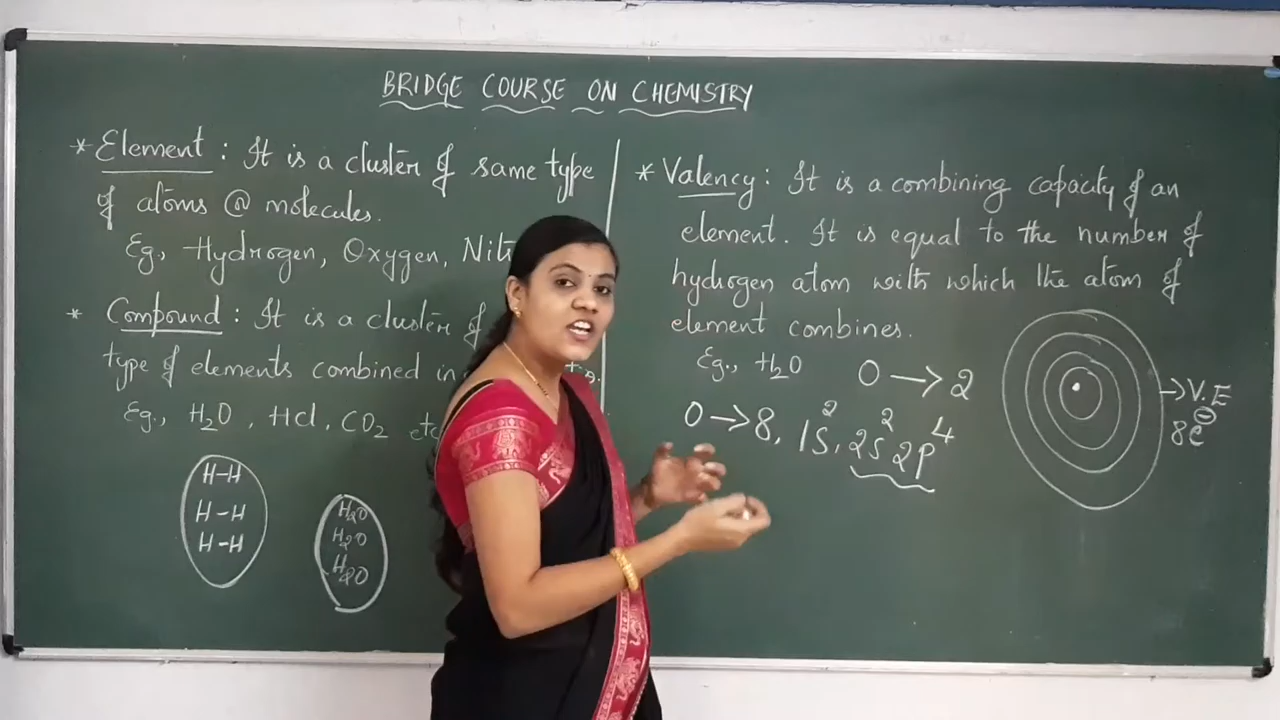 BRIDGE COURSE ON CHEMISTRY
* Element : It is a cluster of same type
of atoms @ molecules.
Eg, Hydrogen, Oxygen, Nit
* Compound : It is a cluster of
type of elements combined in
Eg, H₂O, HCl, CO₂ etc
H-H
H-H
H-H
H₂O
H₂O
H₂O
* Valency : It is a combining capacity of an
element. It is equal to the number of
hydrogen atom with which the atom of
element combines.
Eg., H₂O O → 2
O → 8, 1S², 2s² 2p⁴
→ V.E
8e⊖